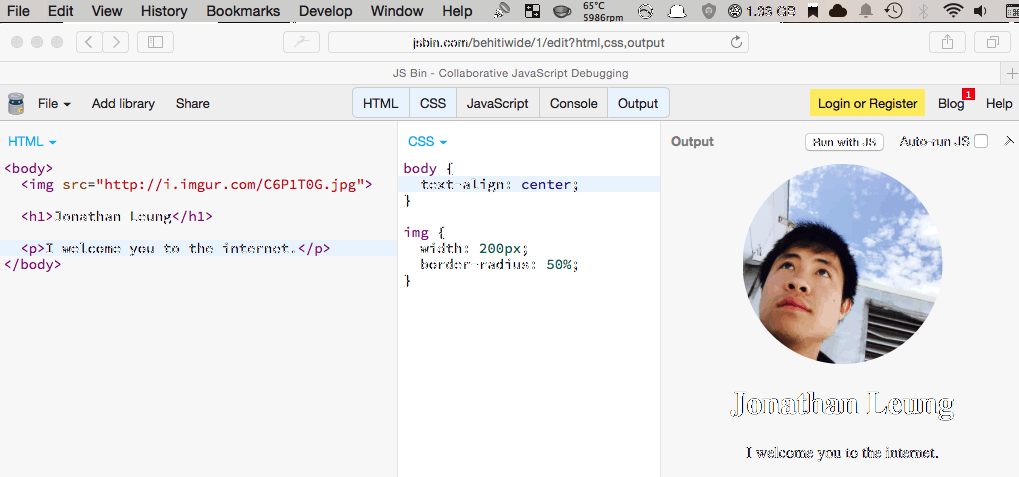 File Edit View History Bookmarks Develop Window Help 65°C 5986rpm 1.38 GB
jsbin.com/behitiwide/1/edit?html,css,output
JS Bin - Collaborative JavaScript Debugging
File Add library Share HTML CSS JavaScript Console Output Login or Register Blog 1 Help
HTML
<body>
<img src="http://i.imgur.com/C6P1T0G.jpg">
<h1>Jonathan Leung</h1>
<p>I welcome you to the internet.</p>
</body>
CSS
body {
text-align: center;
}
img {
width: 200px;
border-radius: 50%;
}
Output Run with JS Auto-run JS
Jonathan Leung
I welcome you to the internet.